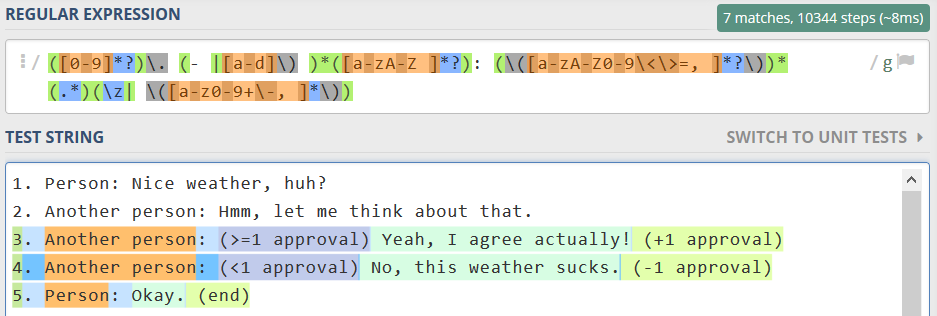 REGULAR EXPRESSION
7 matches, 10344 steps (~8ms)
/ ([0-9]*?)\. (- |[a-d]\) )*([a-zA-Z ]*?): (\([a-zA-Z0-9\<\>=, ]*?\))* / g
(.*)(\z| \([a-z0-9+\-, ]*\))
TEST STRING
SWITCH TO UNIT TESTS
1. Person: Nice weather, huh?
2. Another person: Hmm, let me think about that.
3. Another person: (>=1 approval) Yeah, I agree actually! (+1 approval)
4. Another person: (<1 approval) No, this weather sucks. (-1 approval)
5. Person: Okay. (end)